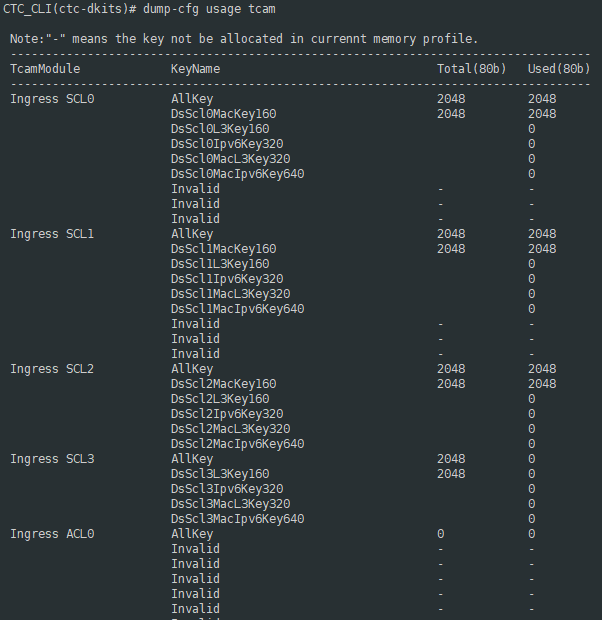 CTC_CLI(ctc-dkits)# dump-cfg usage tcam
Note:"-" means the key not be allocated in currennt memory profile.
--------------------------------------------------------------------------------
TcamModule KeyName Total(80b) Used(80b)
--------------------------------------------------------------------------------
Ingress SCL0 AllKey 2048 2048
DsScl0MacKey160 2048 2048
DsScl0L3Key160 0
DsScl0Ipv6Key320 0
DsScl0MacL3Key320 0
DsScl0MacIpv6Key640 0
Invalid - -
Invalid - -
Invalid - -
Ingress SCL1 AllKey 2048 2048
DsScl1MacKey160 2048 2048
DsScl1L3Key160 0
DsScl1Ipv6Key320 0
DsScl1MacL3Key320 0
DsScl1MacIpv6Key640 0
Invalid - -
Invalid - -
Invalid - -
Ingress SCL2 AllKey 2048 2048
DsScl2MacKey160 2048 2048
DsScl2L3Key160 0
DsScl2Ipv6Key320 0
DsScl2MacL3Key320 0
DsScl2MacIpv6Key640 0
Ingress SCL3 AllKey 2048 0
DsScl3L3Key160 2048 0
DsScl3Ipv6Key320 0
DsScl3MacL3Key320 0
DsScl3MacIpv6Key640 0
Ingress ACL0 AllKey 0 0
Invalid - -
Invalid - -
Invalid - -
Invalid - -
Invalid - -